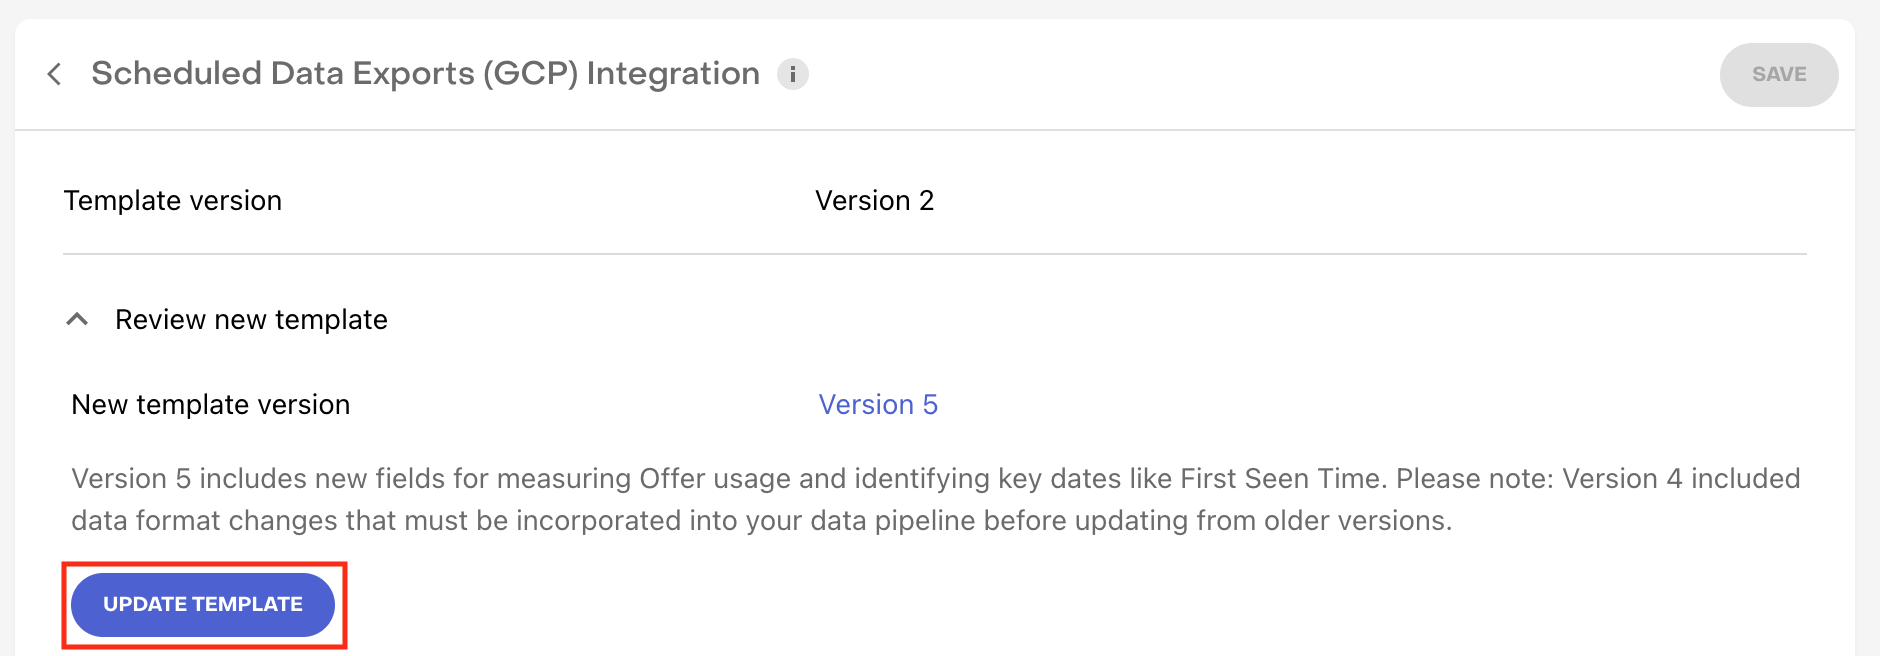 Scheduled Data Exports (GCP) Integration i
SAVE
Template version Version 2
Review new template
New template version Version 5
Version 5 includes new fields for measuring Offer usage and identifying key dates like First Seen Time. Please note: Version 4 included
data format changes that must be incorporated into your data pipeline before updating from older versions.
UPDATE TEMPLATE